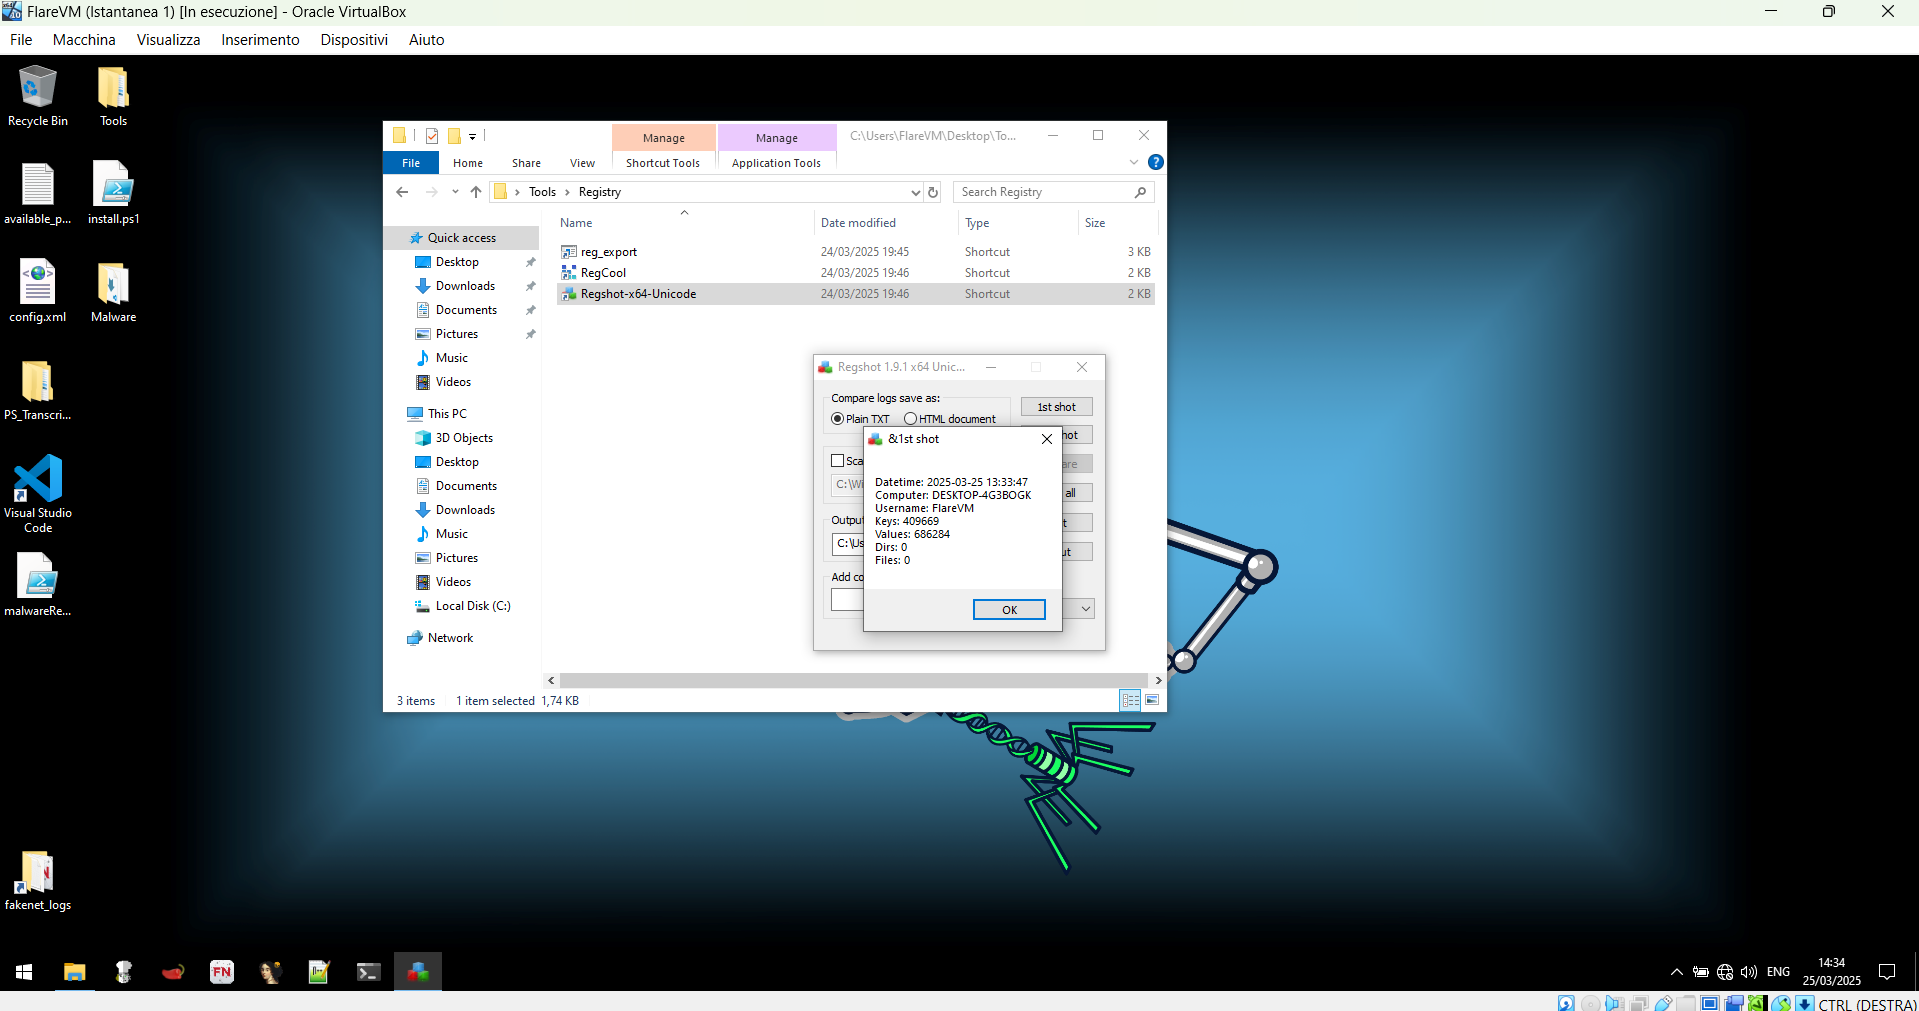 FlareVM (Istantanea 1) [In esecuzione] - Oracle VirtualBox
File Macchina Visualizza Inserimento Dispositivi Aiuto
Recycle Bin
Tools
available_p...
install.ps1
config.xml
Malware
PS_Transcri...
Visual Studio
Code
malwareRe...
fakenet_logs
Manage
Manage
C:\Users\FlareVM\Desktop\To...
File Home Share View Shortcut Tools Application Tools
Tools > Registry
Search Registry
Name Date modified Type Size
reg_export 24/03/2025 19:45 Shortcut 3 KB
RegCool 24/03/2025 19:46 Shortcut 2 KB
Regshot-x64-Unicode 24/03/2025 19:46 Shortcut 2 KB
Quick access
Desktop
Downloads
Documents
Pictures
Music
Videos
This PC
3D Objects
Desktop
Documents
Downloads
Music
Pictures
Videos
Local Disk (C:)
Network
3 items 1 item selected 1,74 KB
Regshot 1.9.1 x64 Unic...
Compare logs save as:
Plain TXT HTML document
1st shot
hot
are
all
Sca
C:\Wi
Output
C:\Us
Add co
t
ut
&1st shot
Datetime: 2025-03-25 13:33:47
Computer: DESKTOP-4G3BOGK
Username: FlareVM
Keys: 409669
Values: 686284
Dirs: 0
Files: 0
OK
FN
ENG
14:34
25/03/2025
CTRL (DESTRA)